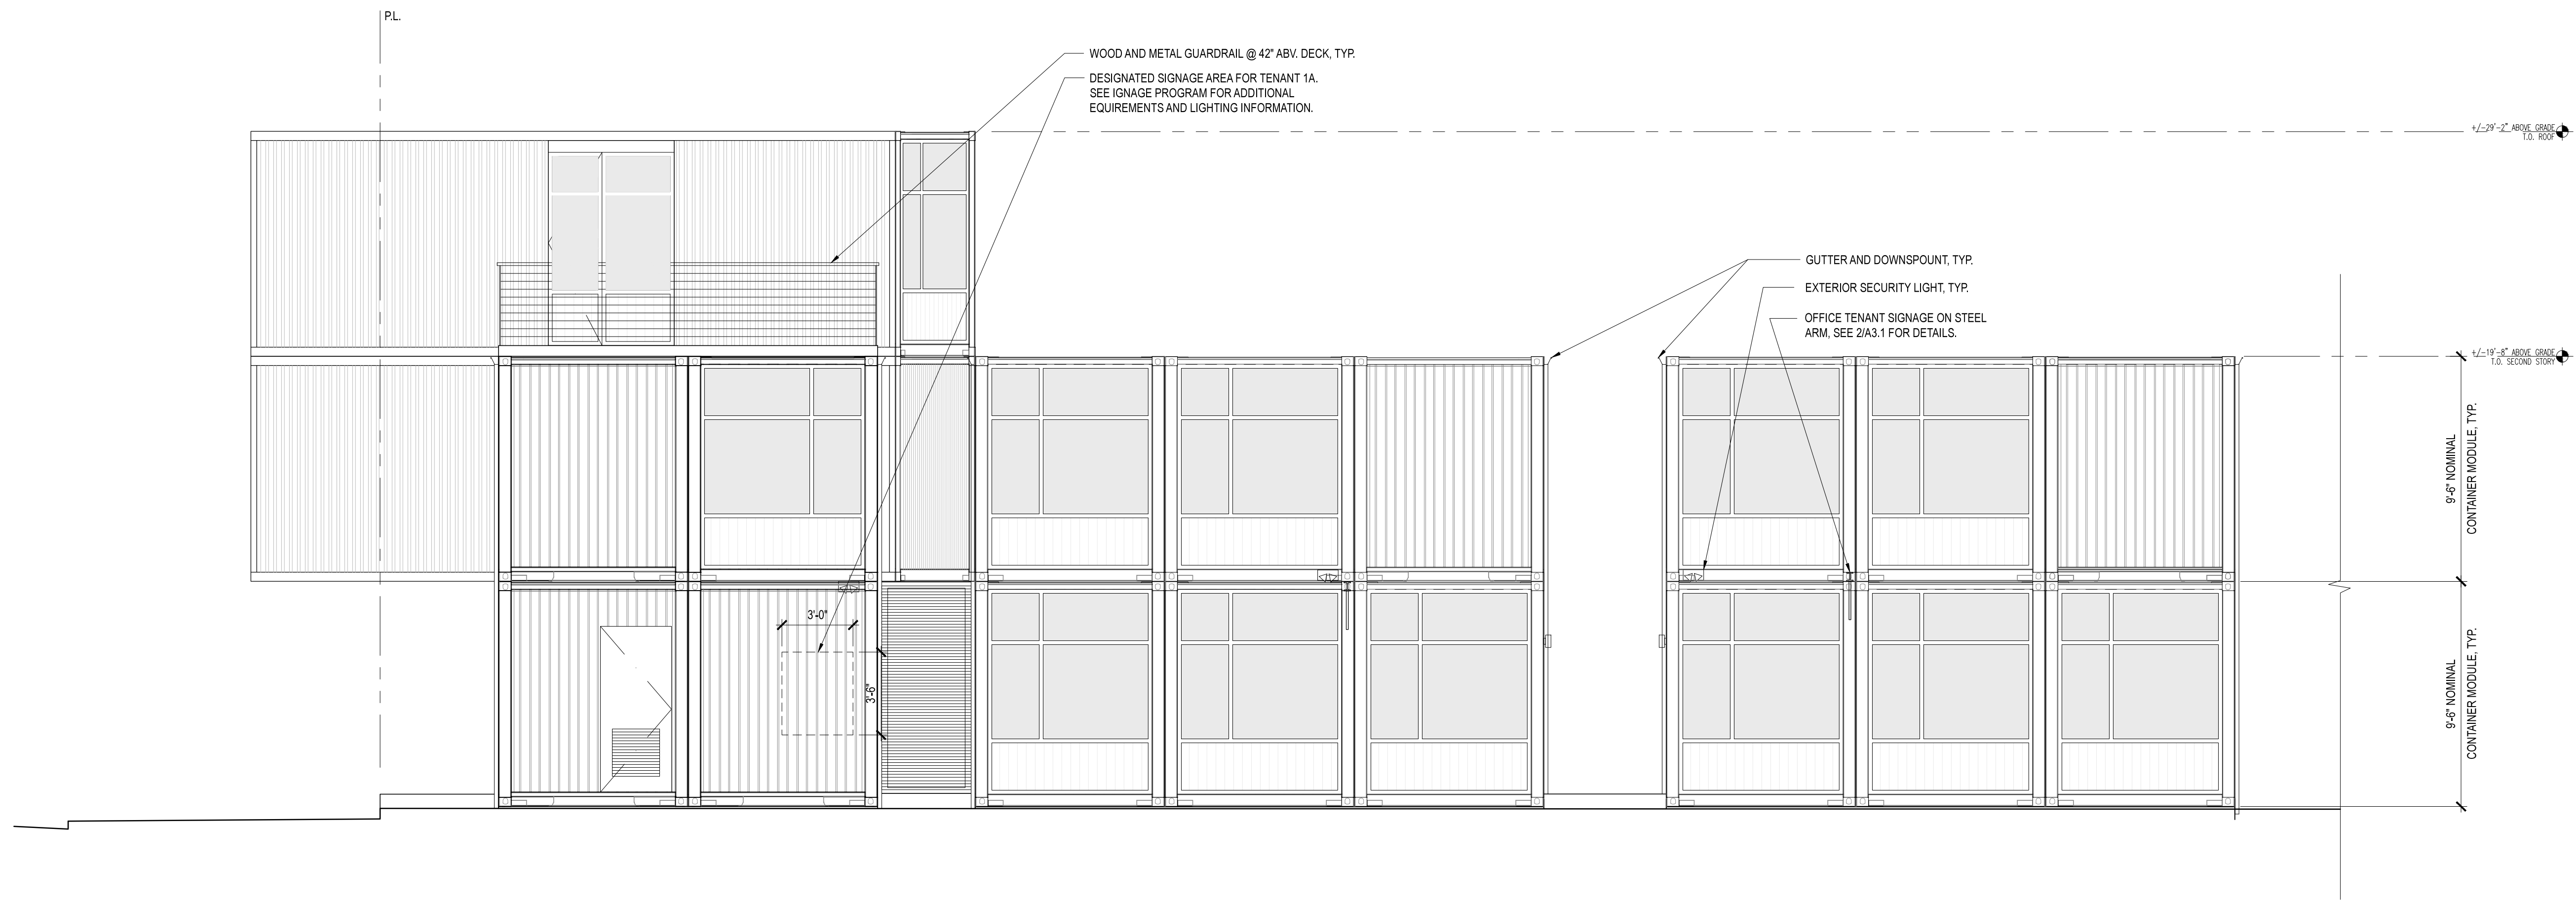 P.L.
WOOD AND METAL GUARDRAIL @ 42" ABV. DECK, TYP.
DESIGNATED SIGNAGE AREA FOR TENANT 1A.
SEE IGNAGE PROGRAM FOR ADDITIONAL
EQUIREMENTS AND LIGHTING INFORMATION.
+/-29'-2" ABOVE GRADE
T.O. ROOF
GUTTER AND DOWNSPOUNT, TYP.
EXTERIOR SECURITY LIGHT, TYP.
OFFICE TENANT SIGNAGE ON STEEL
ARM, SEE 2/A3.1 FOR DETAILS.
+/-19'-8" ABOVE GRADE
T.O. SECOND STORY
9'-6" NOMINAL
CONTAINER MODULE, TYP.
3'-0"
3'-6"
9'-6" NOMINAL
CONTAINER MODULE, TYP.